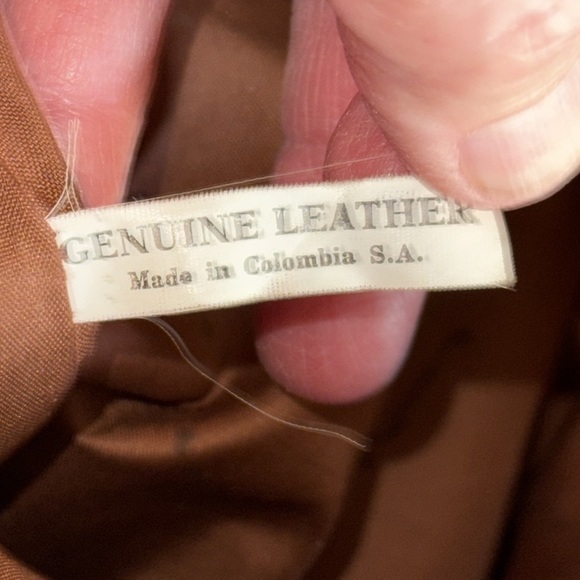 GENUINE LEATHER
Made in Colombia S.A.